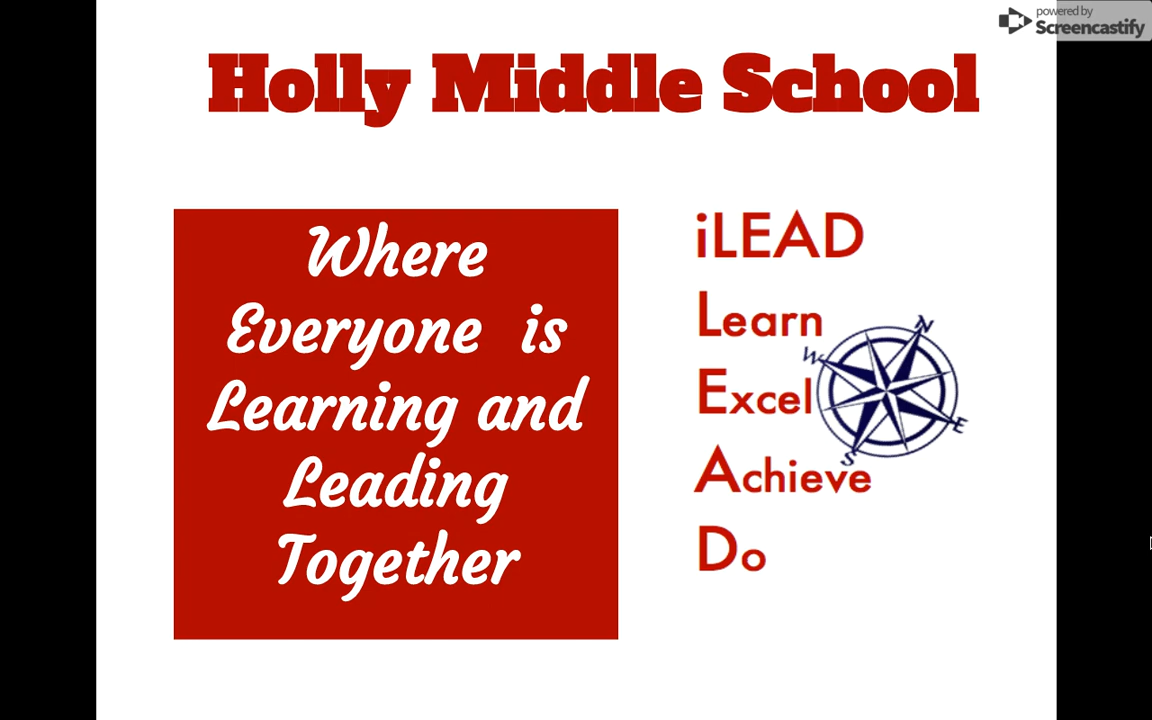 powered by
Screencastify
Holly Middle School
Where
Everyone is
Learning and
Leading
Together
iLEAD
Learn
Excel
Achieve
Do
N
W
E
S